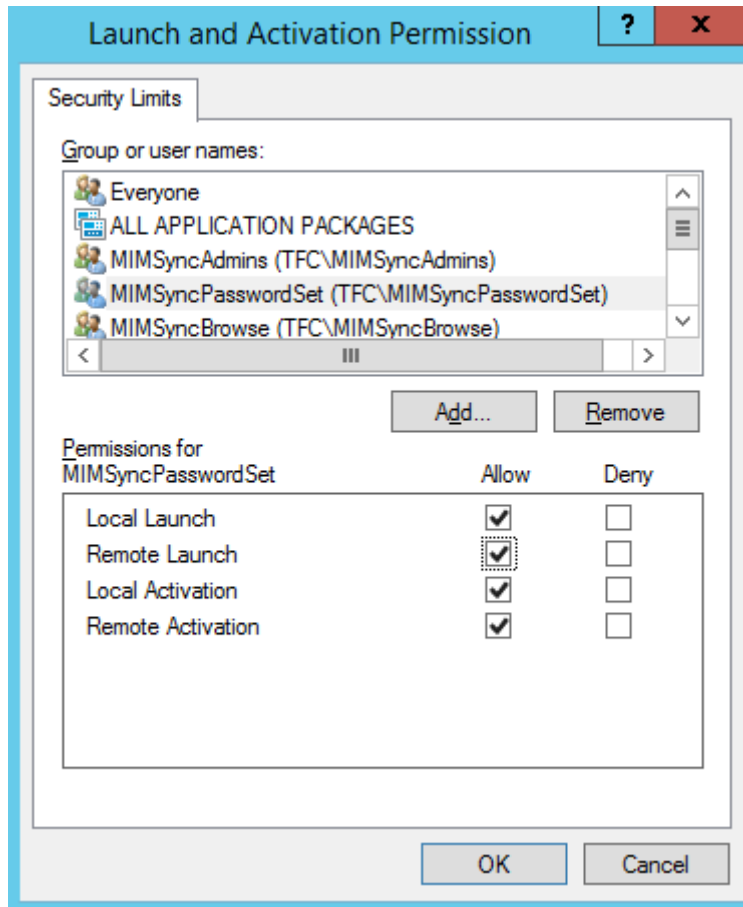 Launch and Activation Permission
?
x
Security Limits
Group or user names:
Everyone
ALL APPLICATION PACKAGES
MIMSyncAdmins (TFC\MIMSyncAdmins)
MIMSyncPasswordSet (TFC\MIMSyncPasswordSet)
MIMSyncBrowse (TFC\MIMSyncBrowse)
Add... Remove
Permissions for
MIMSyncPasswordSet Allow Deny
Local Launch
Remote Launch
Local Activation
Remote Activation
OK Cancel